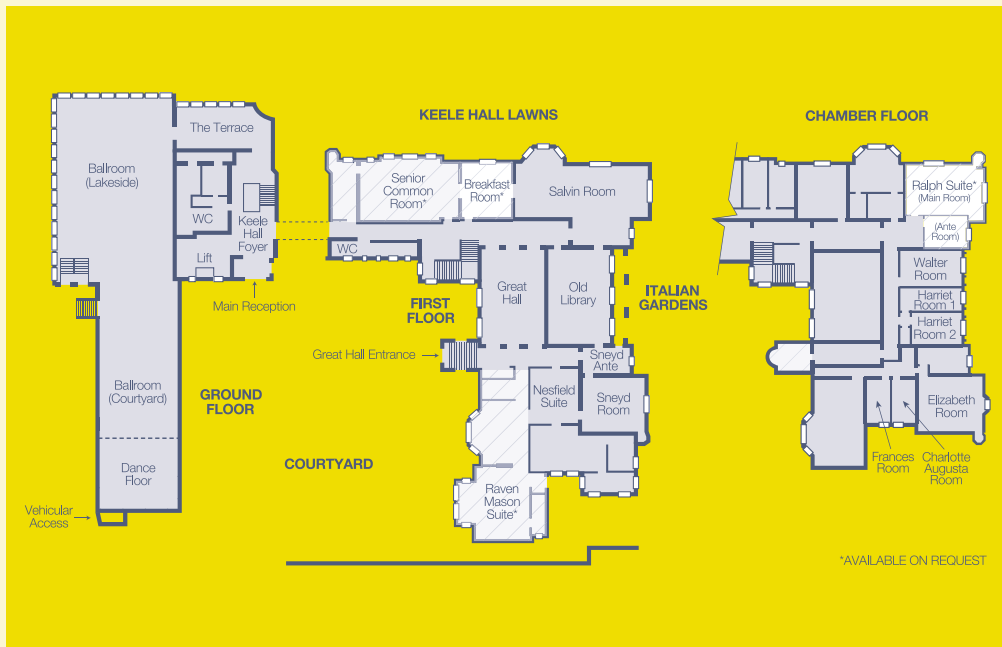 KEELE HALL LAWNS
CHAMBER FLOOR
The Terrace
Ballroom
(Lakeside)
WC
Keele
Hall
Foyer
Lift
Main Reception
Ballroom
(Courtyard)
GROUND
FLOOR
Dance
Floor
Vehicular
Access
Senior
Common
Room*
Breakfast
Room*
Salvin Room
WC
Great
Hall
Old
Library
FIRST
FLOOR
ITALIAN
GARDENS
Great Hall Entrance
Sneyd
Ante
Nesfield
Suite
Sneyd
Room
COURTYARD
Raven
Mason
Suite*
Ralph Suite*
(Main Room)
(Ante
Room)
Walter
Room
Harriet
Room 1
Harriet
Room 2
Elizabeth
Room
Frances
Room
Charlotte
Augusta
Room
*AVAILABLE ON REQUEST